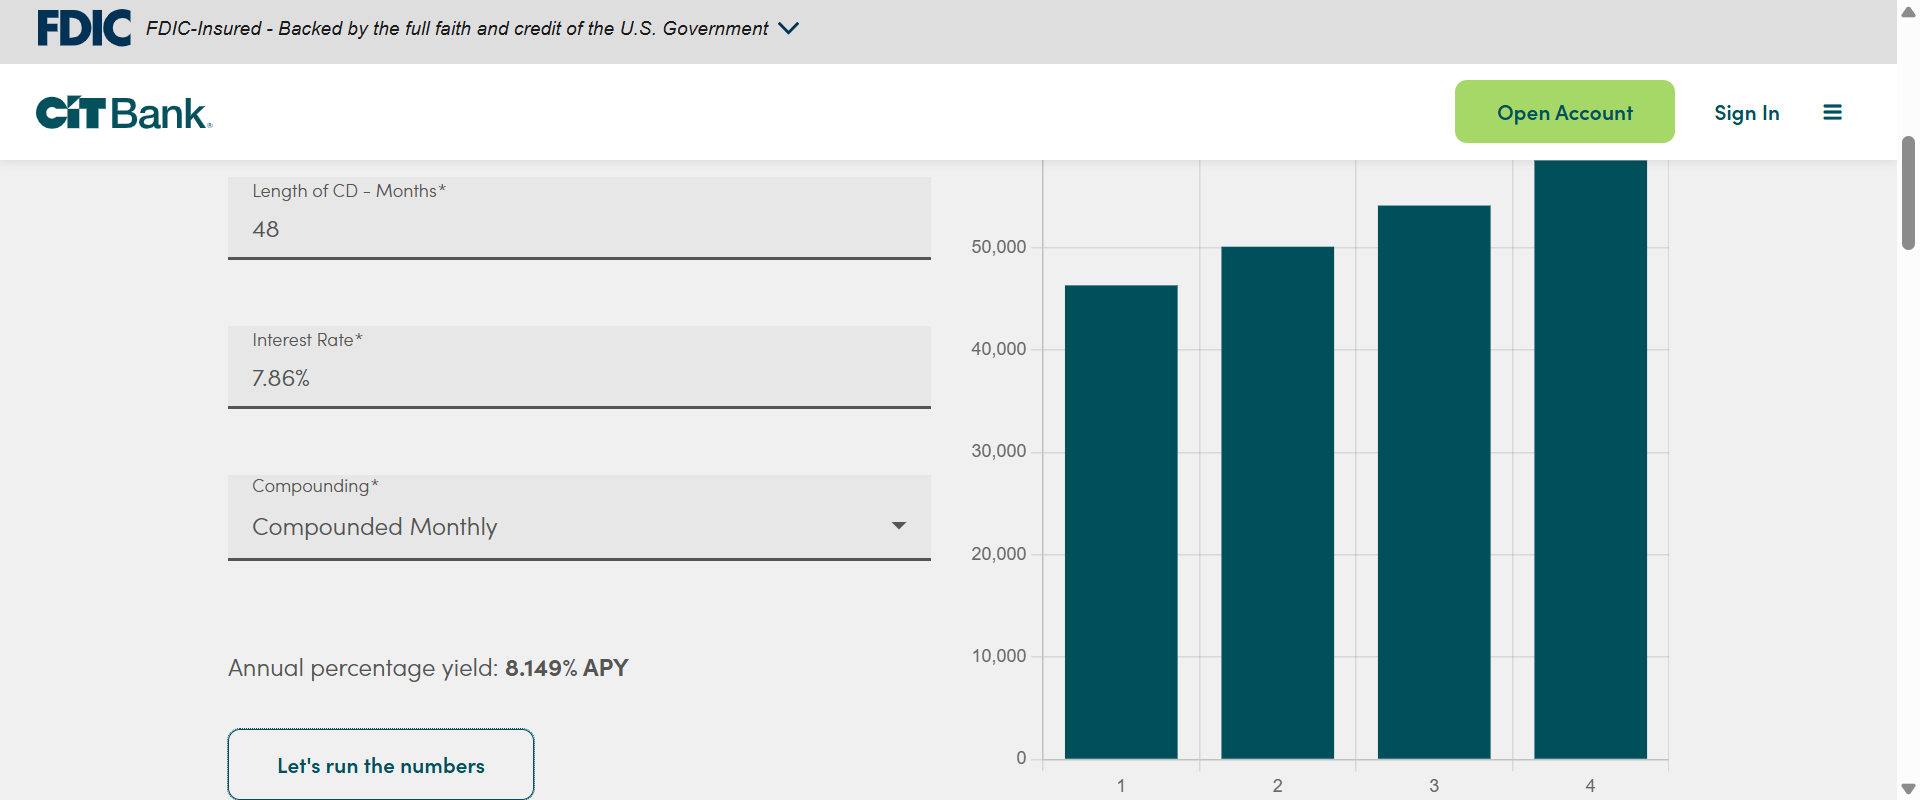 FDIC FDIC-Insured - Backed by the full faith and credit of the U.S. Government
CIT Bank®
Open Account
Sign In
Length of CD - Months*
48
Interest Rate*
7.86%
Compounding*
Compounded Monthly
Annual percentage yield: 8.149% APY
Let's run the numbers
50,000
40,000
30,000
20,000
10,000
0
1 2 3 4